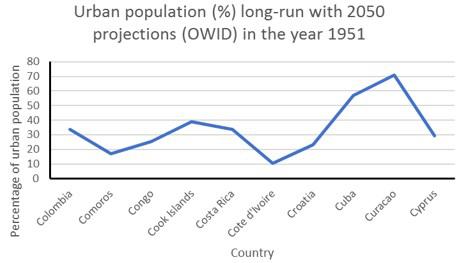 Urban population (%) long-run with 2050
projections (OWID) in the year 1951
Percentage of urban population
80
70
60
50
40
30
20
10
0
Colombia
Comoros
Congo
Cook Islands
Costa Rica
Cote d'Ivoire
Croatia
Cuba
Curacao
Cyprus
Country